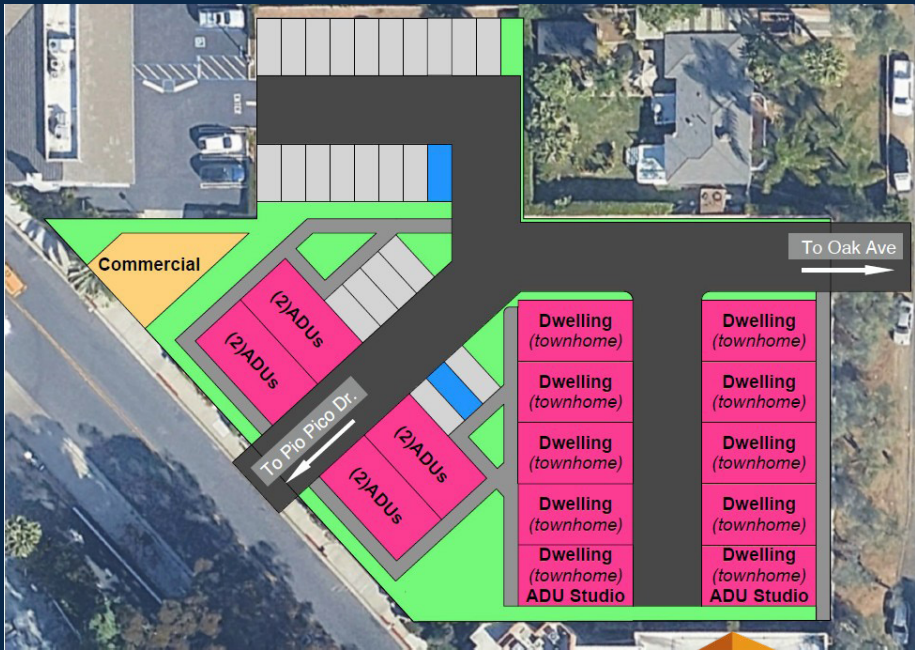 Commercial
To Oak Ave
(2)ADUs
(2)ADUs
To Pio Pico Dr.
(2)ADUs
(2)ADUs
Dwelling
(townhome)
Dwelling
(townhome)
Dwelling
(townhome)
Dwelling
(townhome)
Dwelling
(townhome)
ADU Studio
Dwelling
(townhome)
Dwelling
(townhome)
Dwelling
(townhome)
Dwelling
(townhome)
Dwelling
(townhome)
ADU Studio